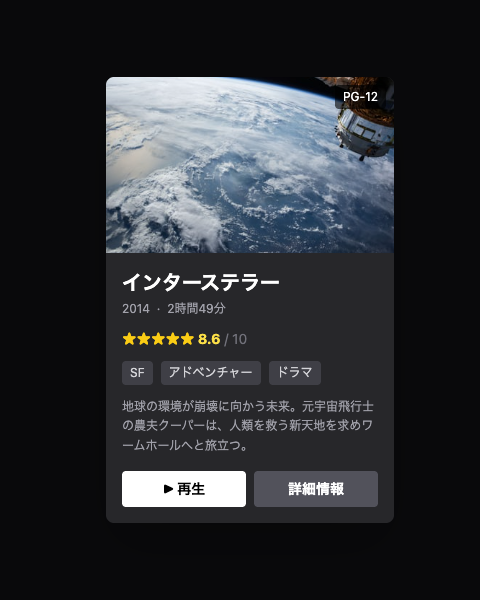 PG-12
インターステラー
2014 · 2時間49分
★★★★★ 8.6 / 10
SF アドベンチャー ドラマ
地球の環境が崩壊に向かう未来。元宇宙飛行士
の農夫クーパーは、人類を救う新天地を求めワ
ームホールへと旅立つ。
▶ 再生 詳細情報